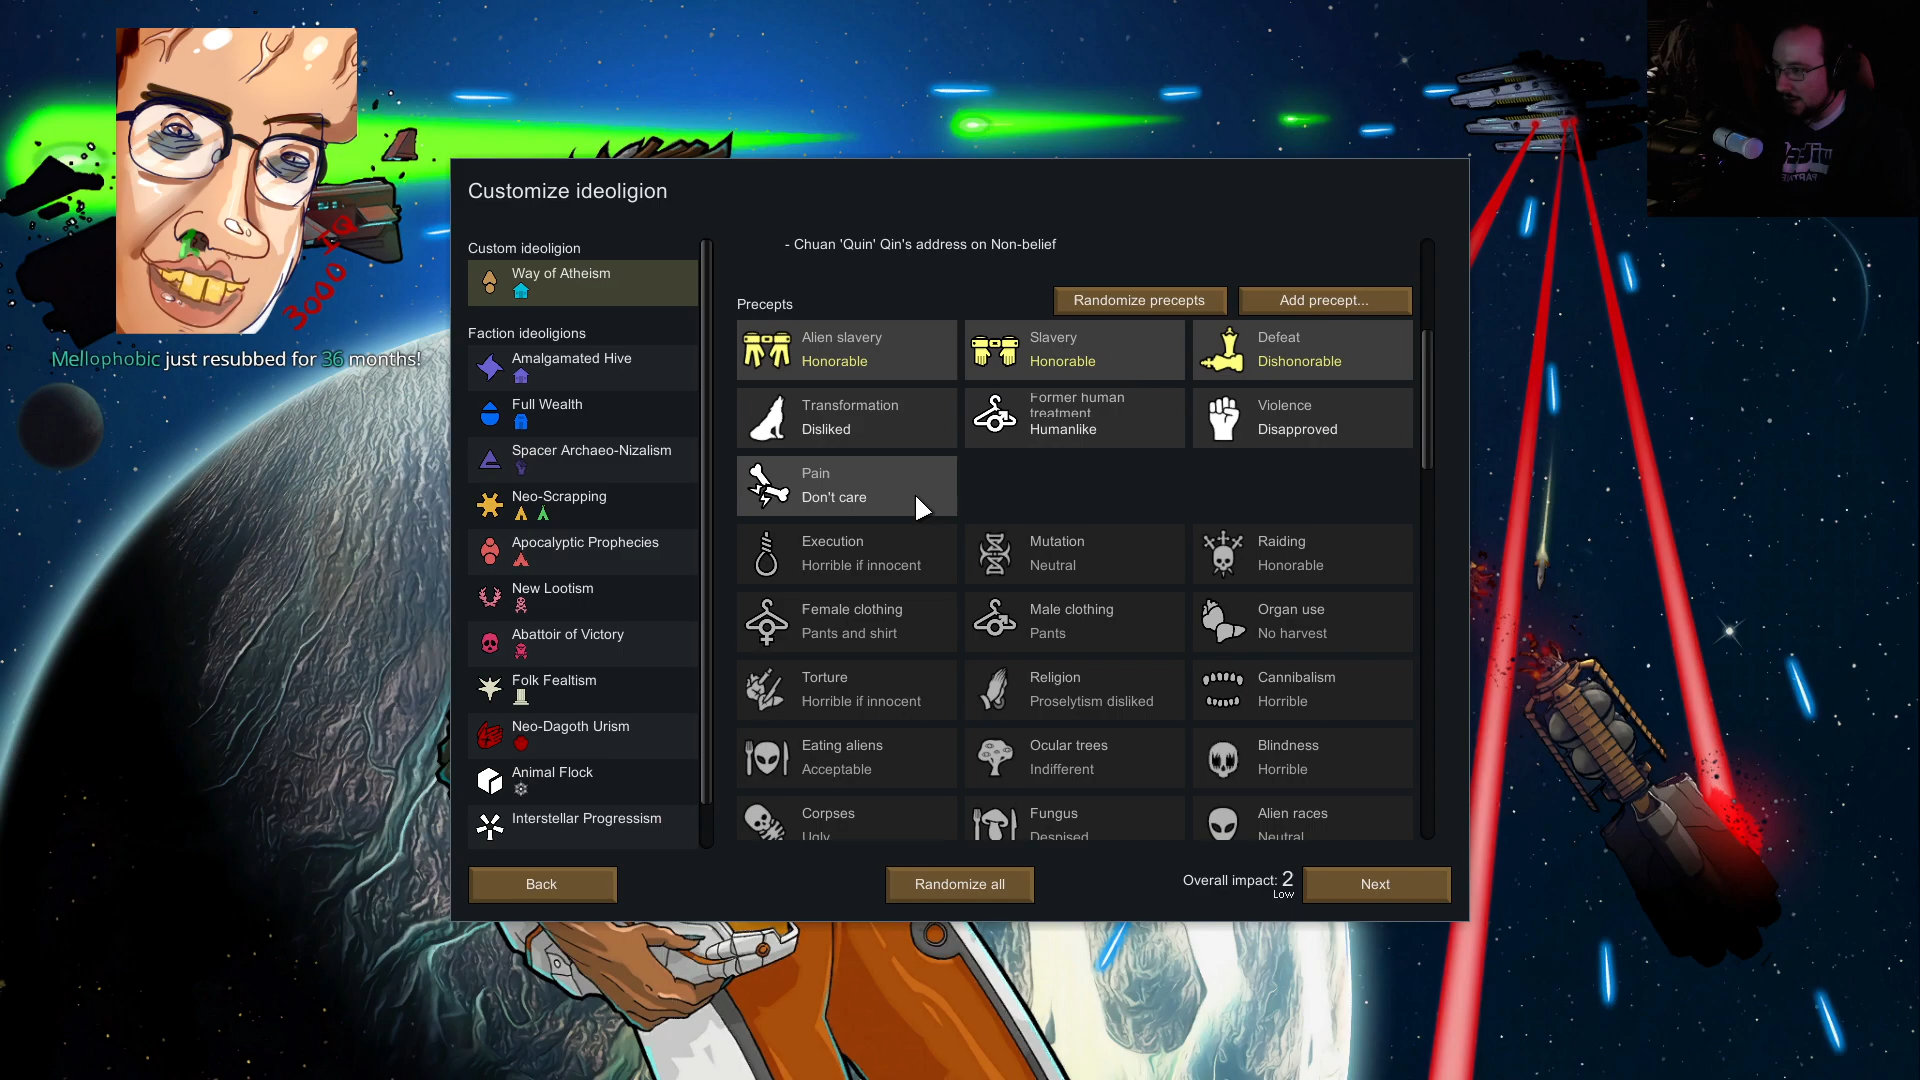 3000 IQ
Mellophobic just resubbed for 36 months!
Customize ideoligion
Custom ideoligion
Way of Atheism
Faction ideoligions
Amalgamated Hive
Full Wealth
Spacer Archaeo-Nizalism
Neo-Scrapping
Apocalyptic Prophecies
New Lootism
Abattoir of Victory
Folk Fealtism
Neo-Dagoth Urism
Animal Flock
Interstellar Progressism
- Chuan 'Quin' Qin's address on Non-belief
Precepts
Randomize precepts
Add precept...
Alien slavery
Honorable
Slavery
Honorable
Defeat
Dishonorable
Transformation
Disliked
Former human
treatment
Humanlike
Violence
Disapproved
Pain
Don't care
Execution
Horrible if innocent
Mutation
Neutral
Raiding
Honorable
Female clothing
Pants and shirt
Male clothing
Pants
Organ use
No harvest
Torture
Horrible if innocent
Religion
Proselytism disliked
Cannibalism
Horrible
Eating aliens
Acceptable
Ocular trees
Indifferent
Blindness
Horrible
Corpses
Ugly
Fungus
Despised
Alien races
Neutral
Back
Randomize all
Overall impact: 2
Low
Next